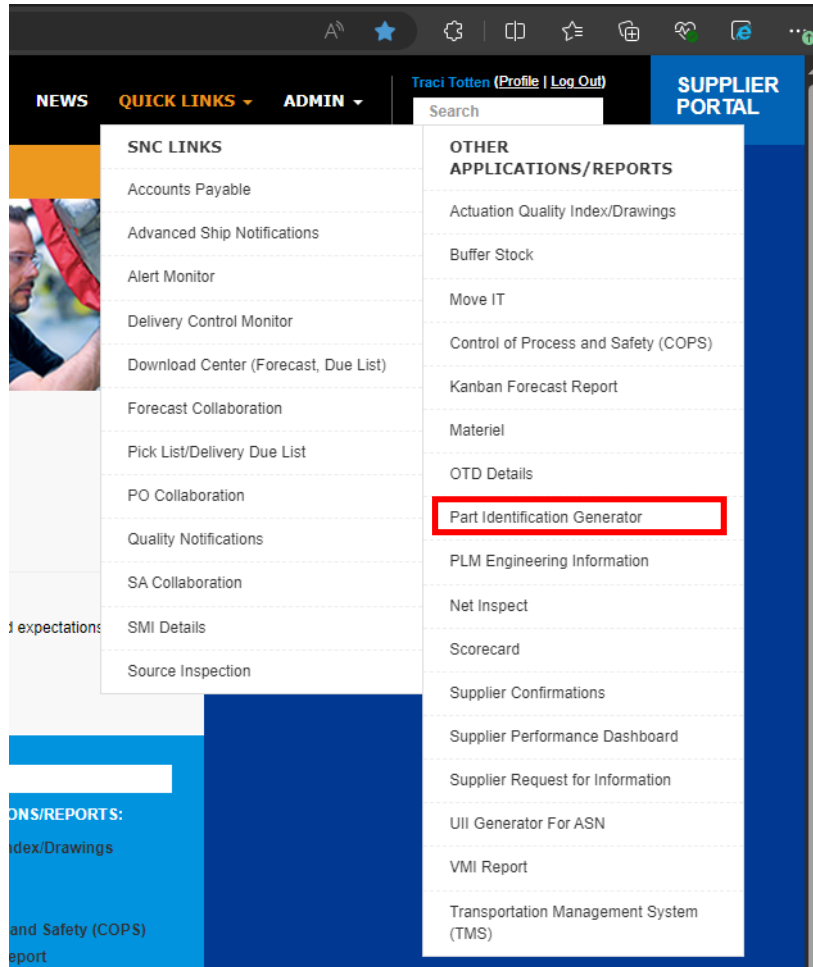 NEWS
QUICK LINKS
ADMIN
Traci Totten (Profile | Log Out)
Search
SUPPLIER
PORTAL
SNC LINKS
Accounts Payable
Advanced Ship Notifications
Alert Monitor
Delivery Control Monitor
Download Center (Forecast, Due List)
Forecast Collaboration
Pick List/Delivery Due List
PO Collaboration
Quality Notifications
SA Collaboration
SMI Details
Source Inspection
OTHER
APPLICATIONS/REPORTS
Actuation Quality Index/Drawings
Buffer Stock
Move IT
Control of Process and Safety (COPS)
Kanban Forecast Report
Materiel
OTD Details
Part Identification Generator
PLM Engineering Information
Net Inspect
Scorecard
Supplier Confirmations
Supplier Performance Dashboard
Supplier Request for Information
UII Generator For ASN
VMI Report
Transportation Management System
(TMS)
d expectations
ONS/REPORTS:
ndex/Drawings
and Safety (COPS)
eport